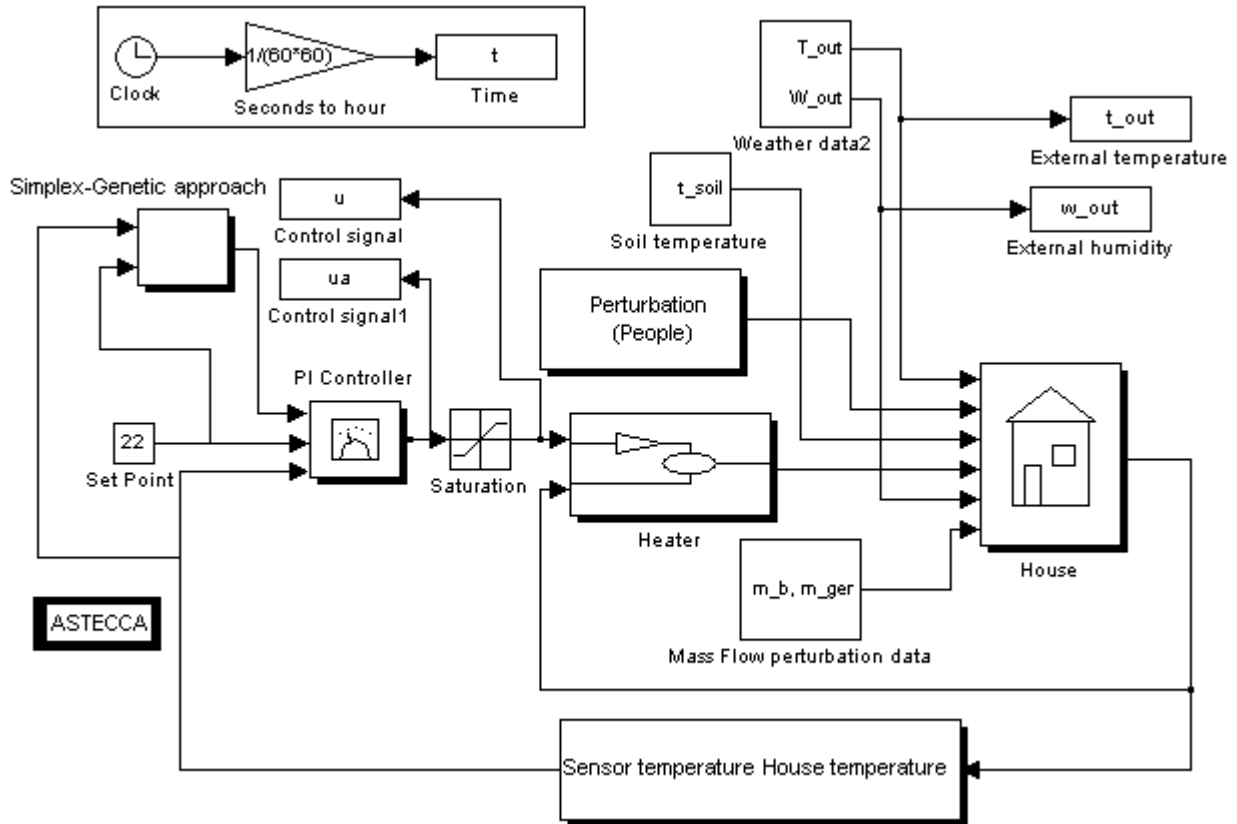 1/(60*60)
t
Clock
Seconds to hour
Time
T_out
W_out
Weather data2
t_out
External temperature
w_out
External humidity
t_soil
Soil temperature
Simplex-Genetic approach
u
Control signal
ua
Control signal1
Perturbation
(People)
PI Controller
22
Set Point
Saturation
Heater
House
m_b, m_ger
Mass Flow perturbation data
ASTECCA
Sensor temperature House temperature